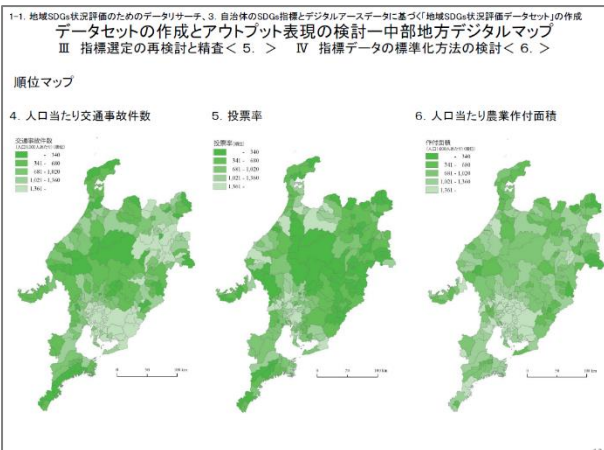 1-1. 地域SDGs状況評価のためのデータリサーチ、3. 自治体のSDGs指標とデジタルアースデータに基づく「地域SDGs状況評価データセット」の作成
データセットの作成とアウトプット表現の検討―中部地方デジタルマップ
Ⅲ 指標選定の再検討と精査＜ 5. ＞ Ⅳ 指標データの標準化方法の検討＜ 6. ＞
順位マップ
4. 人口当たり交通事故件数
5. 投票率
6. 人口当たり農業作付面積
交通事故件数
- 340
341 - 680
681 - 1,020
1,021 - 1,360
1,361 -
投票率(順位)
- 340
341 - 680
681 - 1,020
1,021 - 1,360
1,361 -
作付面積
- 340
341 - 680
681 - 1,020
1,021 - 1,360
1,361 -